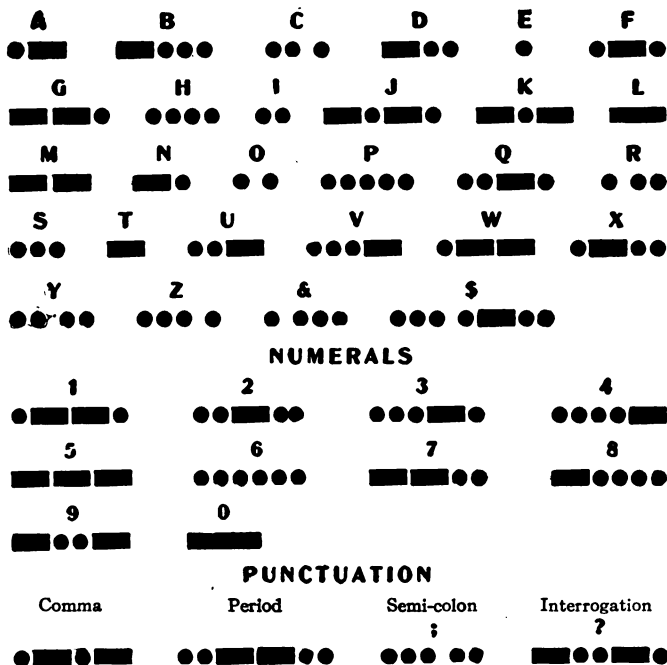 A B C D E F
G H I J K L
M N O P Q R
S T U V W X
Y Z & $
NUMERALS
1 2 3 4
5 6 7 8
9 0
PUNCTUATION
Comma Period Semi-colon Interrogation
; ?